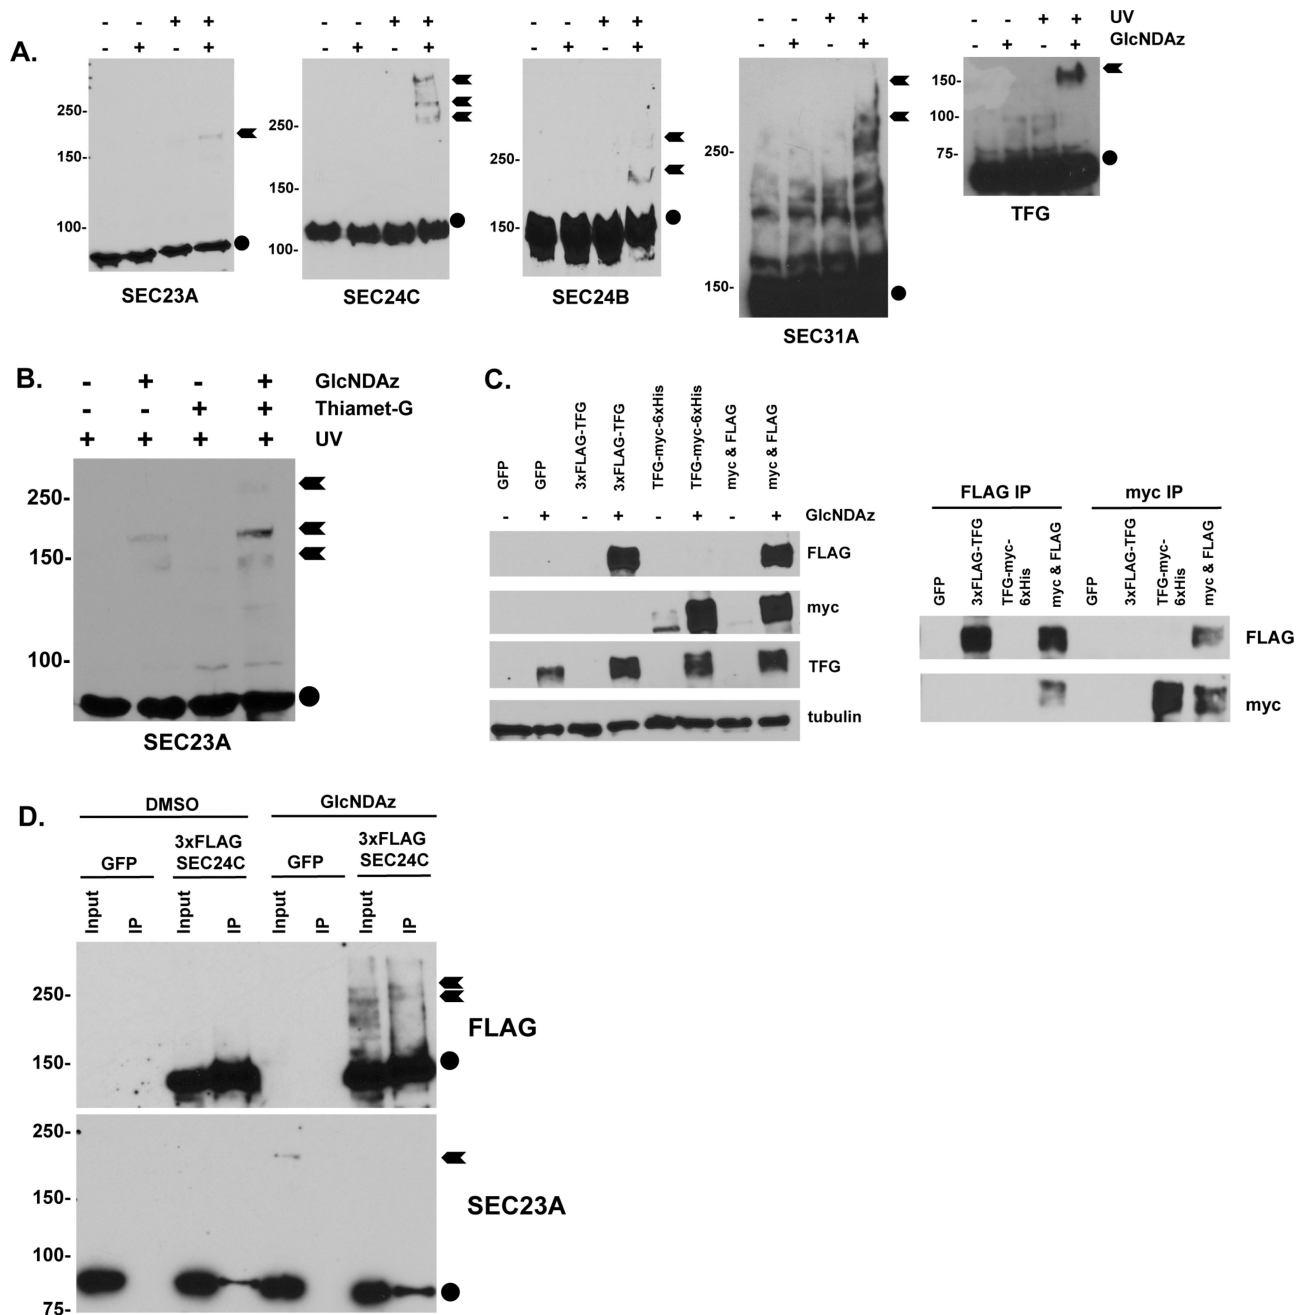 A.
- - + + - - + + - - + + - - + + - - + + UV
- + - + - + - + - + - + - + - + - + - + GlcNDAz
250-
150-
100-
SEC23A
250-
150-
100-
SEC24C
250-
150-
SEC24B
250-
150-
SEC31A
150-
100-
75-
TFG
B.
- + - + GlcNDAz
- - + + Thiamet-G
+ + + + UV
250-
150-
100-
SEC23A
C.
GFP
GFP
3xFLAG-TFG
3xFLAG-TFG
TFG-myc-6xHis
TFG-myc-6xHis
myc & FLAG
myc & FLAG
- + - + - + - + GlcNDAz
FLAG
myc
TFG
tubulin
FLAG IP myc IP
GFP
3xFLAG-TFG
TFG-myc-
6xHis
myc & FLAG
GFP
3xFLAG-TFG
TFG-myc-
6xHis
myc & FLAG
FLAG
myc
D.
DMSO GlcNDAz
GFP 3xFLAG
SEC24C GFP 3xFLAG
SEC24C
Input IP Input IP Input IP Input IP
250-
150-
FLAG
250-
150-
100-
75-
SEC23A